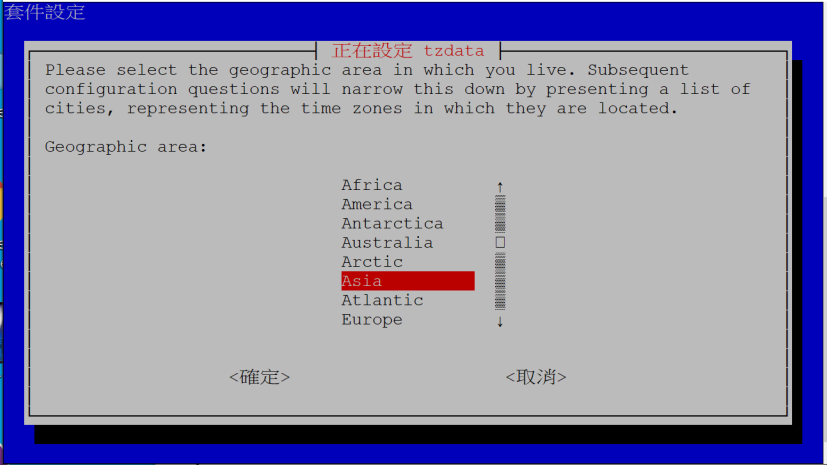 套件設定
正在設定 tzdata
Please select the geographic area in which you live. Subsequent
configuration questions will narrow this down by presenting a list of
cities, representing the time zones in which they are located.
Geographic area:
Africa
America
Antarctica
Australia
Arctic
Asia
Atlantic
Europe
<確定>
<取消>